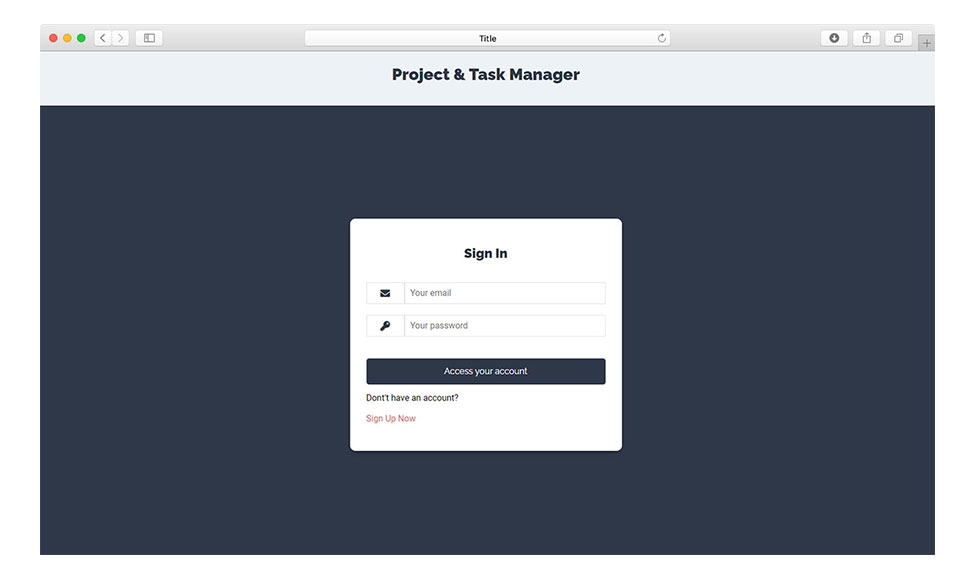 Title
Project & Task Manager
Sign In
Your email
Your password
Access your account
Dont't have an account?
Sign Up Now